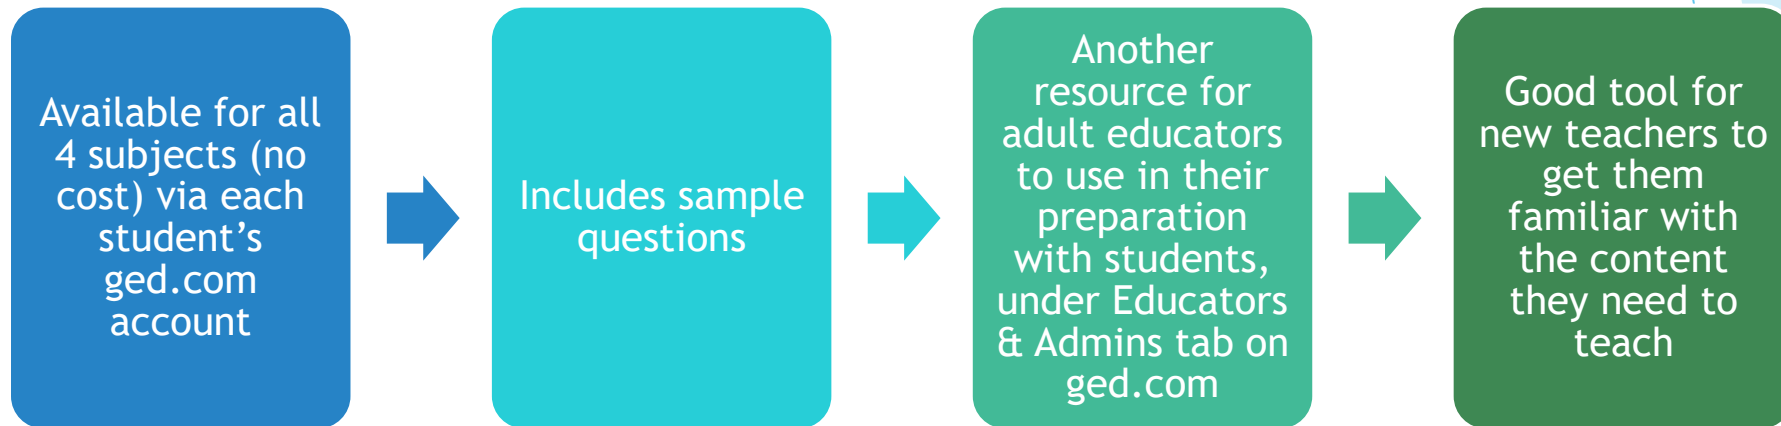 Available for all
4 subjects (no
cost) via each
student’s
ged.com
account
Includes sample
questions
Another
resource for
adult educators
to use in their
preparation
with students,
under Educators
& Admins tab on
ged.com
Good tool for
new teachers to
get them
familiar with
the content
they need to
teach